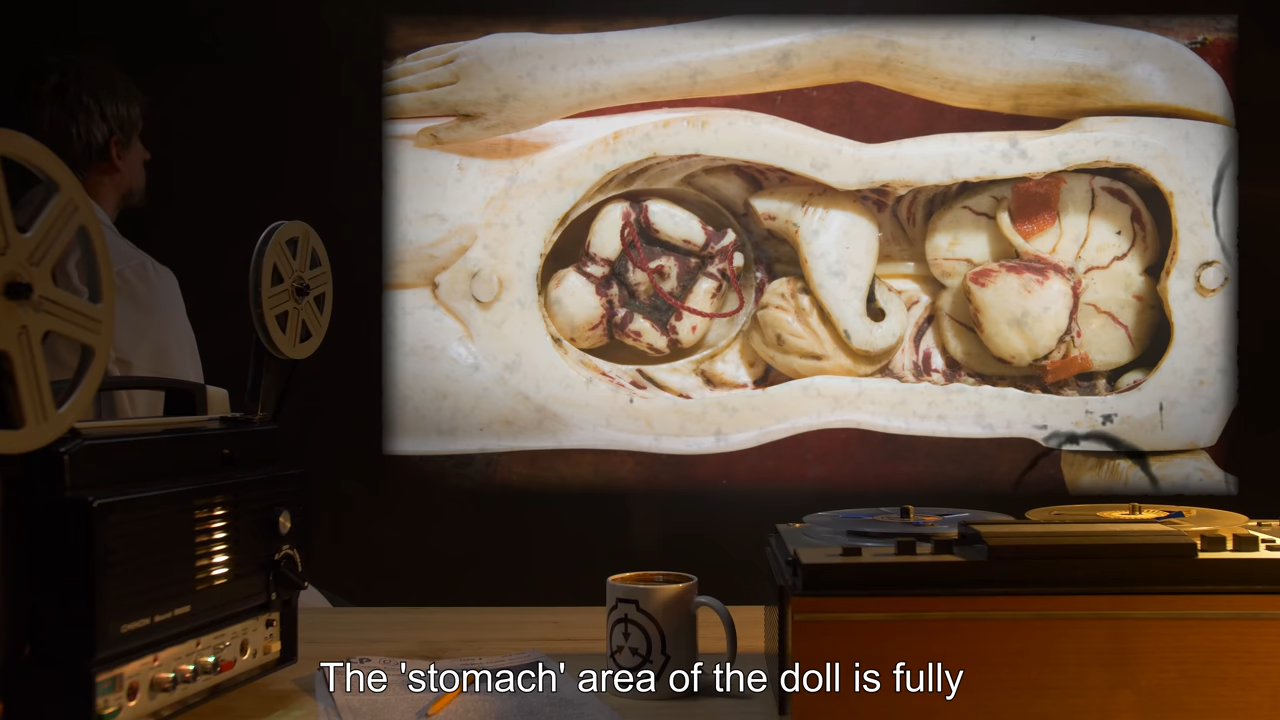 The 'stomach' area of the doll is fully